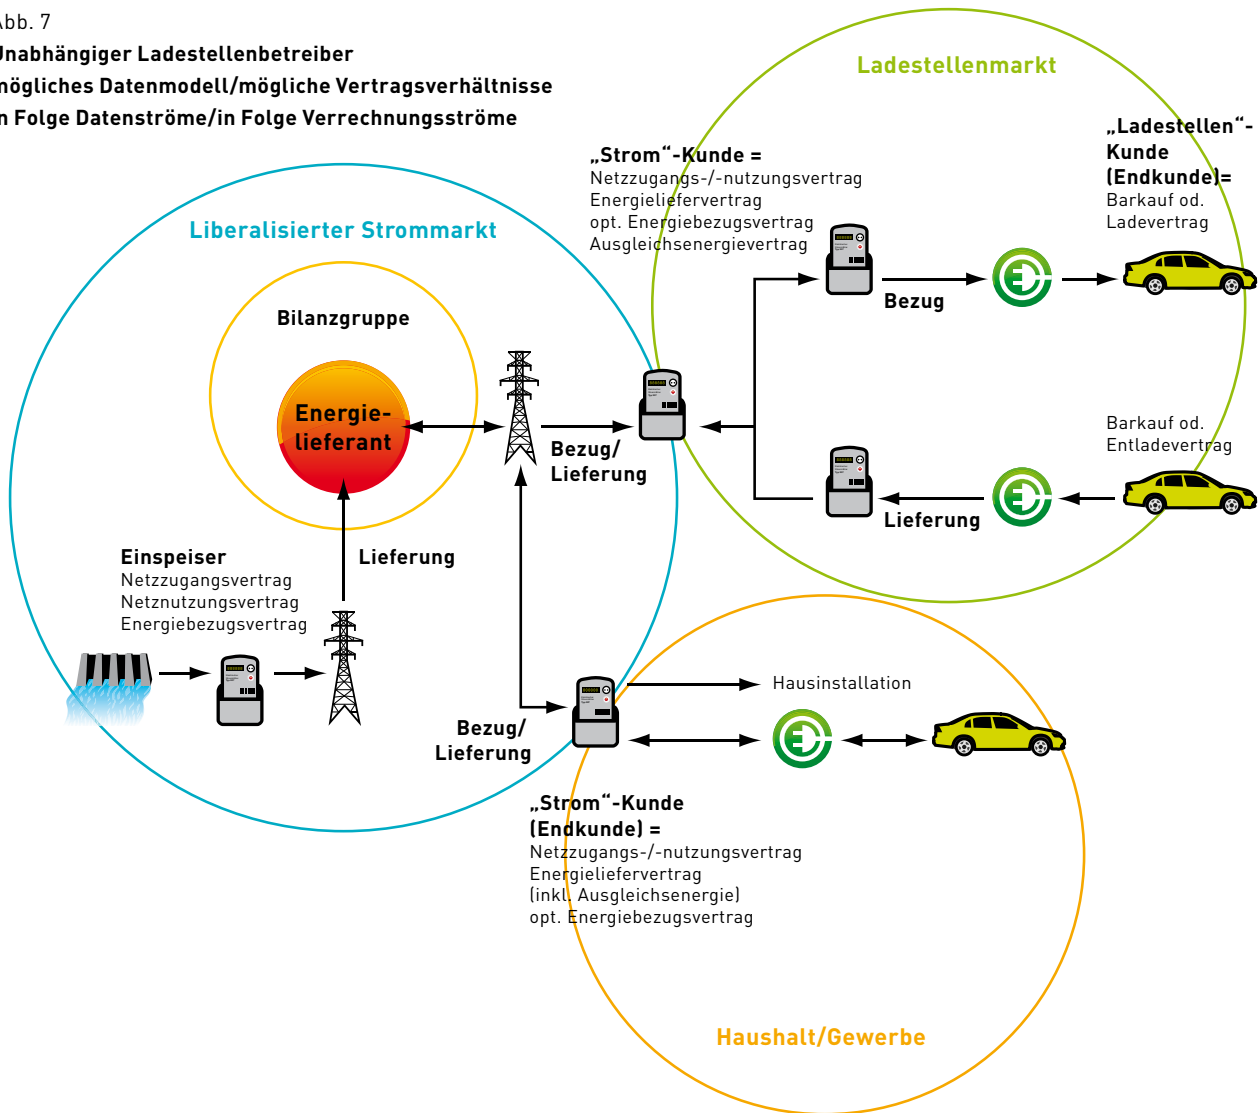 Abb. 7
Unabhängiger Ladestellenbetreiber
mögliches Datenmodell/mögliche Vertragsverhältnisse
in Folge Datenströme/in Folge Verrechnungsströme
Ladestellenmarkt
„Ladestellen“-
Kunde
(Endkunde)=
Barkauf od.
Ladevertrag
„Strom“-Kunde =
Netzzugangs-/-nutzungsvertrag
Energieliefervertrag
opt. Energiebezugsvertrag
Ausgleichsenergievertrag
Bezug
Liberalisierter Strommarkt
Bilanzgruppe
Energie-
lieferant
Bezug/
Lieferung
Barkauf od.
Entladevertrag
Lieferung
Einspeiser
Netzzugangsvertrag
Netznutzungsvertrag
Energiebezugsvertrag
Lieferung
Bezug/
Lieferung
Hausinstallation
„Strom“-Kunde
(Endkunde) =
Netzzugangs-/-nutzungsvertrag
Energieliefervertrag
(inkl. Ausgleichsenergie)
opt. Energiebezugsvertrag
Haushalt/Gewerbe